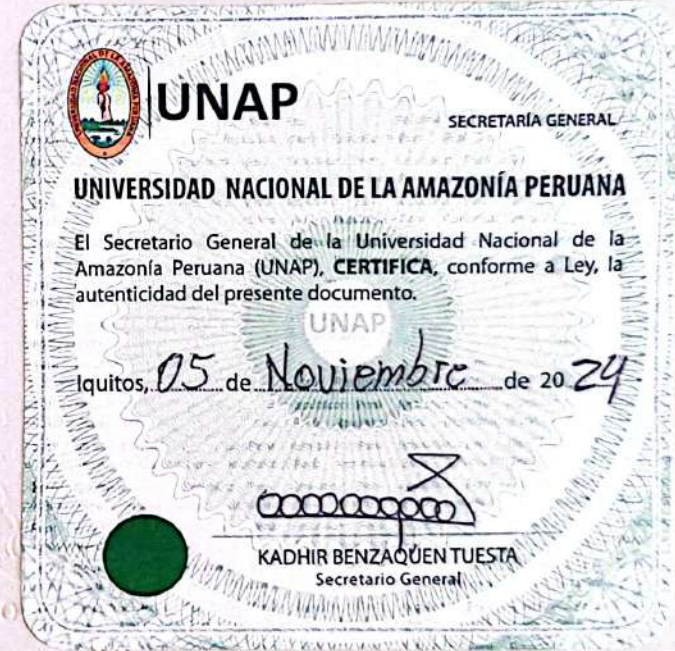 UNAP
SECRETARÍA GENERAL
UNIVERSIDAD NACIONAL DE LA AMAZONÍA PERUANA
El Secretario General de la Universidad Nacional de la
Amazonía Peruana (UNAP), CERTIFICA, conforme a Ley, la
autenticidad del presente documento.
UNAP
Iquitos, 05 de Noviembre de 2024
KADHIR BENZAQUEN TUESTA
Secretario General